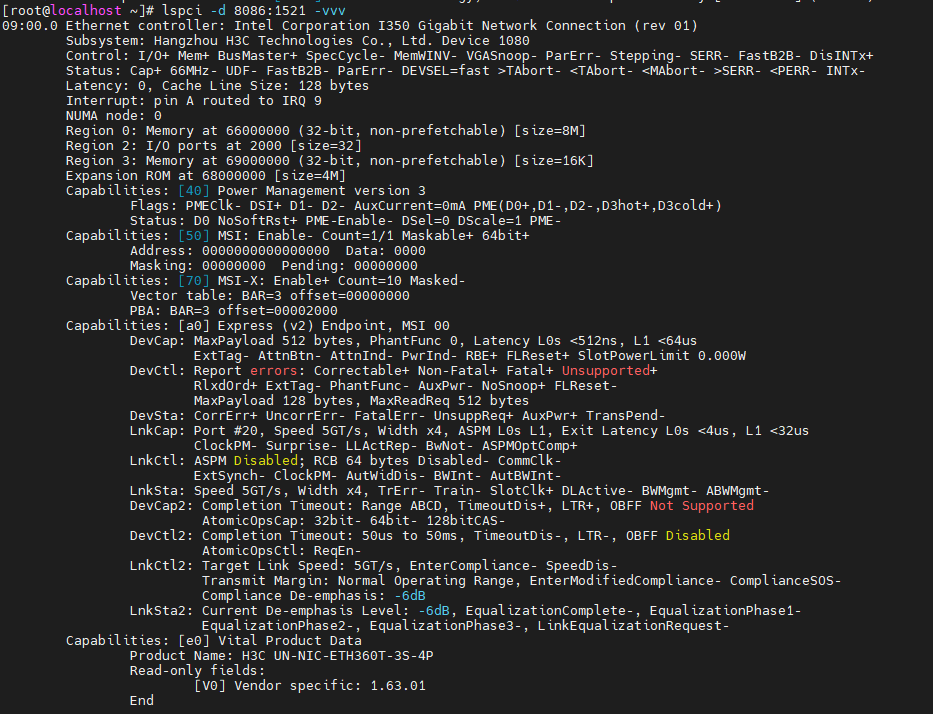 [root@localhost ~]# lspci -d 8086:1521 -vvv
09:00.0 Ethernet controller: Intel Corporation I350 Gigabit Network Connection (rev 01)
Subsystem: Hangzhou H3C Technologies Co., Ltd. Device 1080
Control: I/O+ Mem+ BusMaster+ SpecCycle- MemWINV- VGASnoop- ParErr- Stepping- SERR- FastB2B- DisINTx+
Status: Cap+ 66MHz- UDF- FastB2B- ParErr- DEVSEL=fast >TAbort- <TAbort- <MAbort- >SERR- <PERR- INTx-
Latency: 0, Cache Line Size: 128 bytes
Interrupt: pin A routed to IRQ 9
NUMA node: 0
Region 0: Memory at 66000000 (32-bit, non-prefetchable) [size=8M]
Region 2: I/O ports at 2000 [size=32]
Region 3: Memory at 69000000 (32-bit, non-prefetchable) [size=16K]
Expansion ROM at 68000000 [size=4M]
Capabilities: [40] Power Management version 3
Flags: PMEClk- DSI+ D1- D2- AuxCurrent=0mA PME(D0+,D1-,D2-,D3hot+,D3cold+)
Status: D0 NoSoftRst+ PME-Enable- DSel=0 DScale=1 PME-
Capabilities: [50] MSI: Enable- Count=1/1 Maskable+ 64bit+
Address: 0000000000000000  Data: 0000
Masking: 00000000  Pending: 00000000
Capabilities: [70] MSI-X: Enable+ Count=10 Masked-
Vector table: BAR=3 offset=00000000
PBA: BAR=3 offset=00002000
Capabilities: [a0] Express (v2) Endpoint, MSI 00
DevCap: MaxPayload 512 bytes, PhantFunc 0, Latency L0s <512ns, L1 <64us
ExtTag- AttnBtn- AttnInd- PwrInd- RBE+ FLReset+ SlotPowerLimit 0.000W
DevCtl: Report errors: Correctable+ Non-Fatal+ Fatal+ Unsupported+
RlxdOrd+ ExtTag- PhantFunc- AuxPwr- NoSnoop+ FLReset-
MaxPayload 128 bytes, MaxReadReq 512 bytes
DevSta: CorrErr+ UncorrErr- FatalErr- UnsuppReq+ AuxPwr+ TransPend-
LnkCap: Port #20, Speed 5GT/s, Width x4, ASPM L0s L1, Exit Latency L0s <4us, L1 <32us
ClockPM- Surprise- LLActRep- BwNot- ASPMOptComp+
LnkCtl: ASPM Disabled; RCB 64 bytes Disabled- CommClk-
ExtSynch- ClockPM- AutWidDis- BWInt- AutBWInt-
LnkSta: Speed 5GT/s, Width x4, TrErr- Train- SlotClk+ DLActive- BWMgmt- ABWMgmt-
DevCap2: Completion Timeout: Range ABCD, TimeoutDis+, LTR+, OBFF Not Supported
AtomicOpsCap: 32bit- 64bit- 128bitCAS-
DevCtl2: Completion Timeout: 50us to 50ms, TimeoutDis-, LTR-, OBFF Disabled
AtomicOpsCtl: ReqEn-
LnkCtl2: Target Link Speed: 5GT/s, EnterCompliance- SpeedDis-
Transmit Margin: Normal Operating Range, EnterModifiedCompliance- ComplianceSOS-
Compliance De-emphasis: -6dB
LnkSta2: Current De-emphasis Level: -6dB, EqualizationComplete-, EqualizationPhase1-
EqualizationPhase2-, EqualizationPhase3-, LinkEqualizationRequest-
Capabilities: [e0] Vital Product Data
Product Name: H3C UN-NIC-ETH360T-3S-4P
Read-only fields:
[V0] Vendor specific: 1.63.01
End